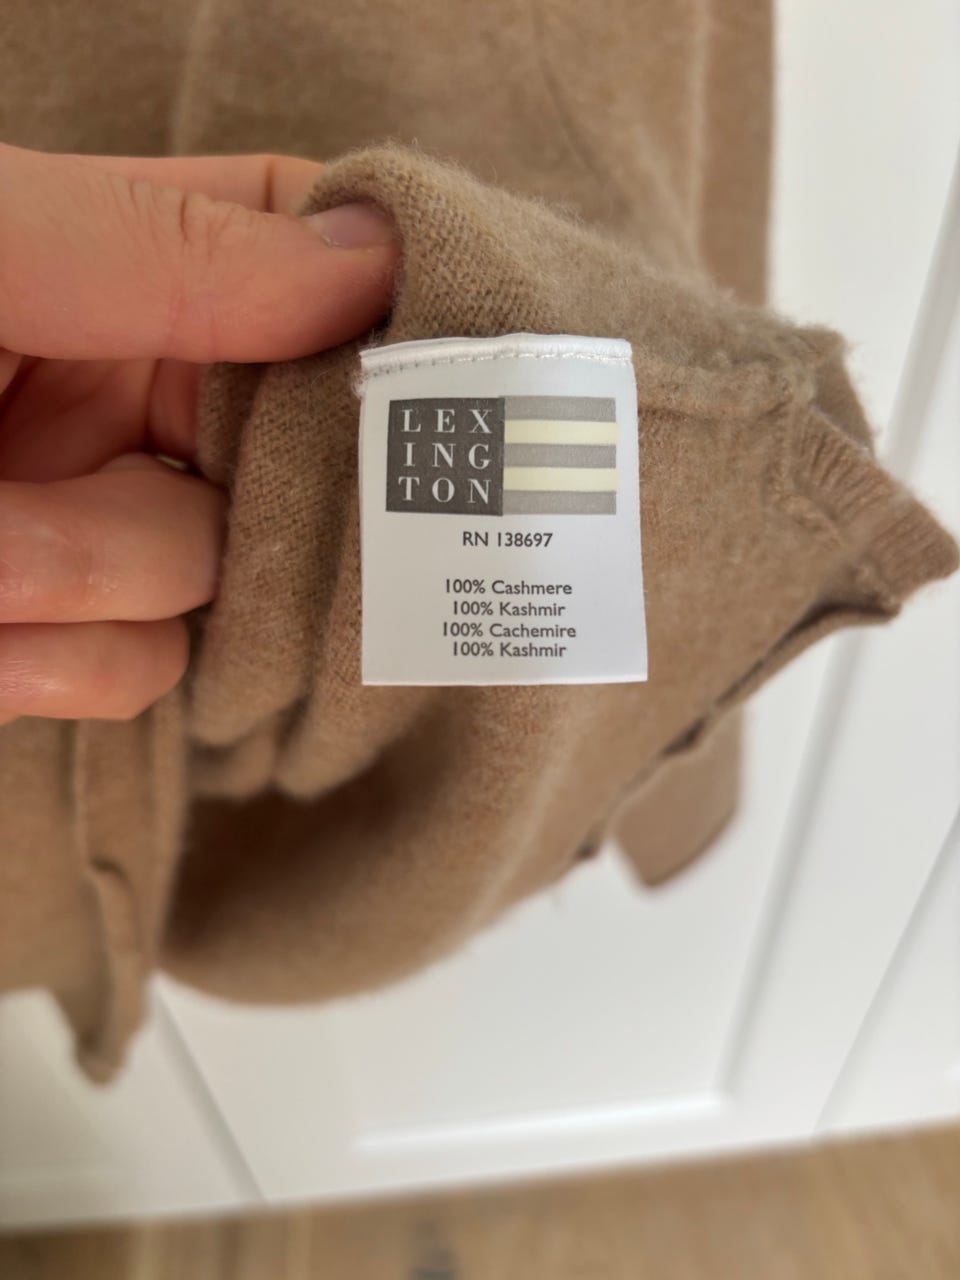 LEX
ING
TON
RN 138697
100% Cashmere
100% Kashmir
100% Cachemire
100% Kashmir